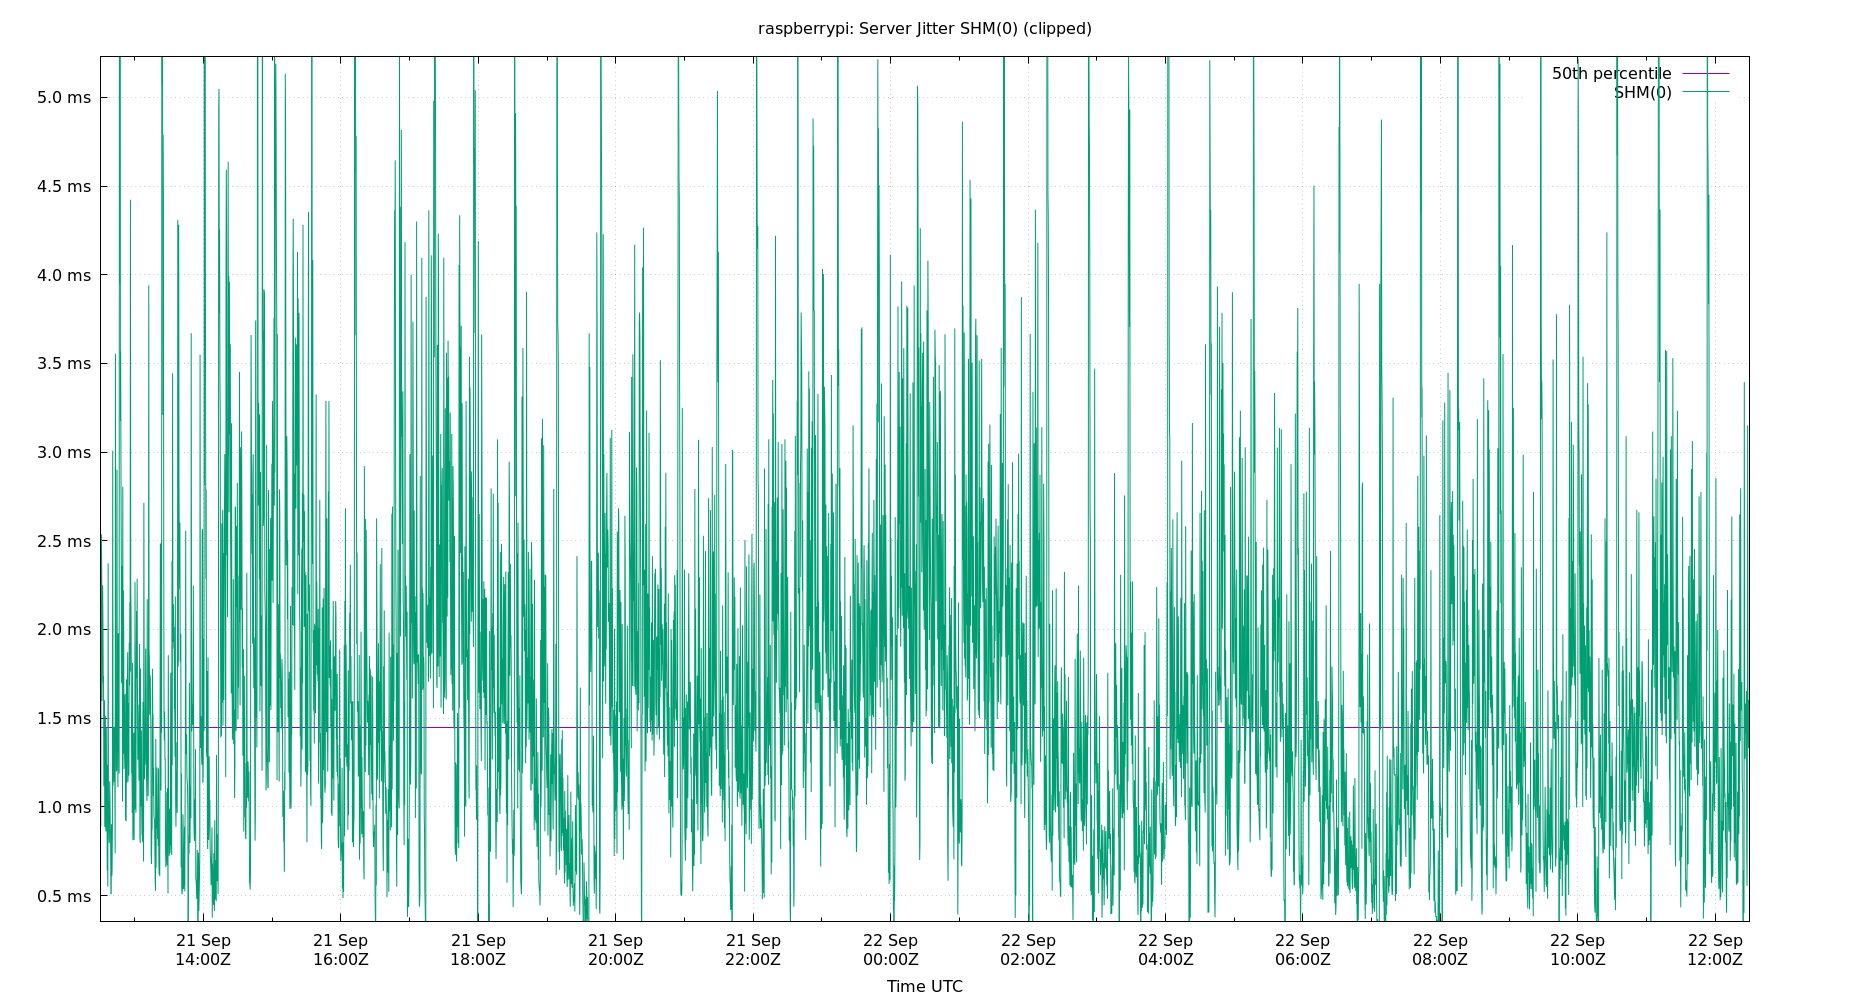 raspberrypi: Server Jitter SHM(0) (clipped)
50th percentile
SHM(0)
5.0 ms
4.5 ms
4.0 ms
3.5 ms
3.0 ms
2.5 ms
2.0 ms
1.5 ms
1.0 ms
0.5 ms
21 Sep 21 Sep 21 Sep 21 Sep 21 Sep 22 Sep 22 Sep 22 Sep 22 Sep 22 Sep 22 Sep 22 Sep
14:00Z 16:00Z 18:00Z 20:00Z 22:00Z 00:00Z 02:00Z 04:00Z 06:00Z 08:00Z 10:00Z 12:00Z
Time UTC